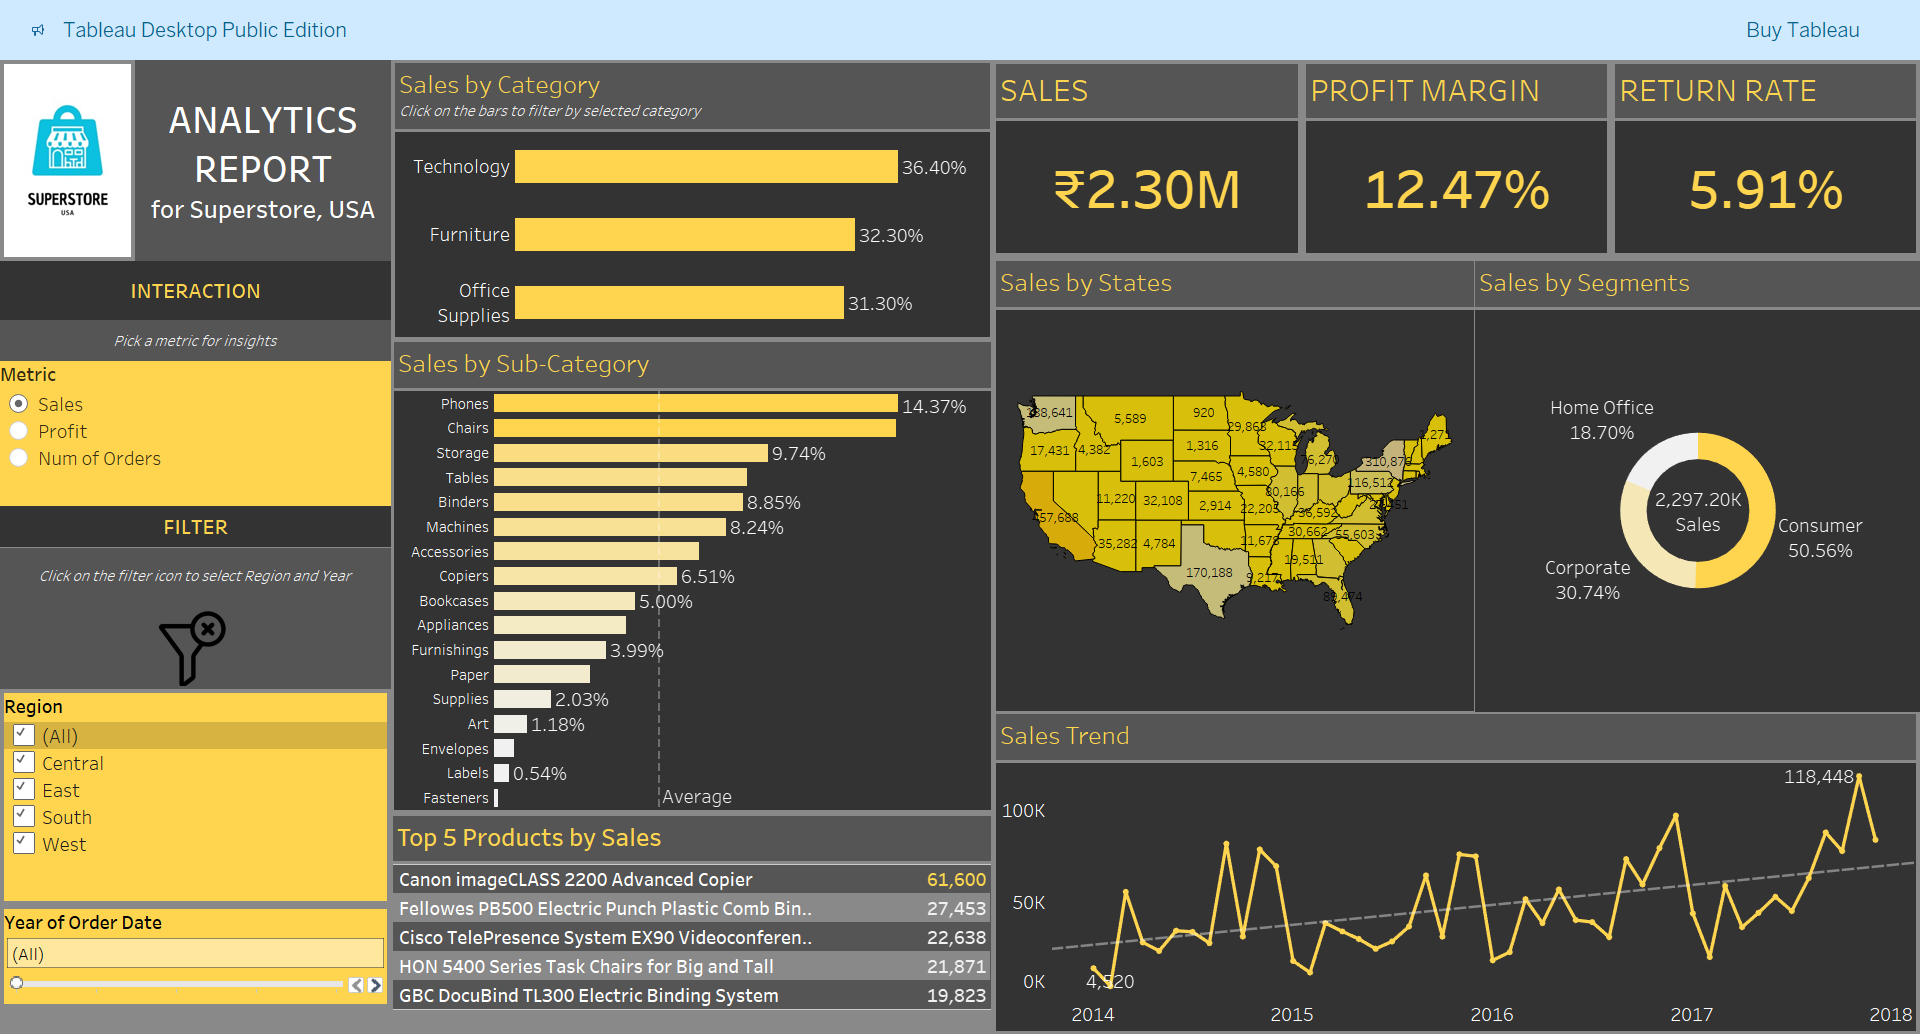 Tableau Desktop Public Edition
Buy Tableau
SUPERSTORE
USA
ANALYTICS
REPORT
for Superstore, USA
INTERACTION
Pick a metric for insights
Metric
Sales
Profit
Num of Orders
FILTER
Click on the filter icon to select Region and Year
Region
(All)
Central
East
South
West
Year of Order Date
(All)
Sales by Category
Click on the bars to filter by selected category
Technology 36.40%
Furniture 32.30%
Office
Supplies 31.30%
Sales by Sub-Category
Phones 14.37%
Chairs
Storage 9.74%
Tables
Binders 8.85%
Machines 8.24%
Accessories
Copiers 6.51%
Bookcases 5.00%
Appliances
Furnishings 3.99%
Paper
Supplies 2.03%
Art 1.18%
Envelopes
Labels 0.54%
Fasteners
Average
Top 5 Products by Sales
Canon imageCLASS 2200 Advanced Copier 61,600
Fellowes PB500 Electric Punch Plastic Comb Bin.. 27,453
Cisco TelePresence System EX90 Videoconferen.. 22,638
HON 5400 Series Task Chairs for Big and Tall 21,871
GBC DocuBind TL300 Electric Binding System 19,823
SALES
₹2.30M
PROFIT MARGIN
12.47%
RETURN RATE
5.91%
Sales by States
5,589
920
29,863
17,431
4,382
1,316
32,115
76,270
310,876
1,603
7,465
4,580
80,166
116,512
11,220
32,108
2,914
22,205
36,592
457,688
35,282
4,784
11,678
30,662
55,603
19,511
170,188
9,217
89,474
Sales by Segments
Home Office
18.70%
2,297.20K
Sales
Consumer
50.56%
Corporate
30.74%
Sales Trend
118,448
100K
50K
0K
4,520
2014
2015
2016
2017
2018